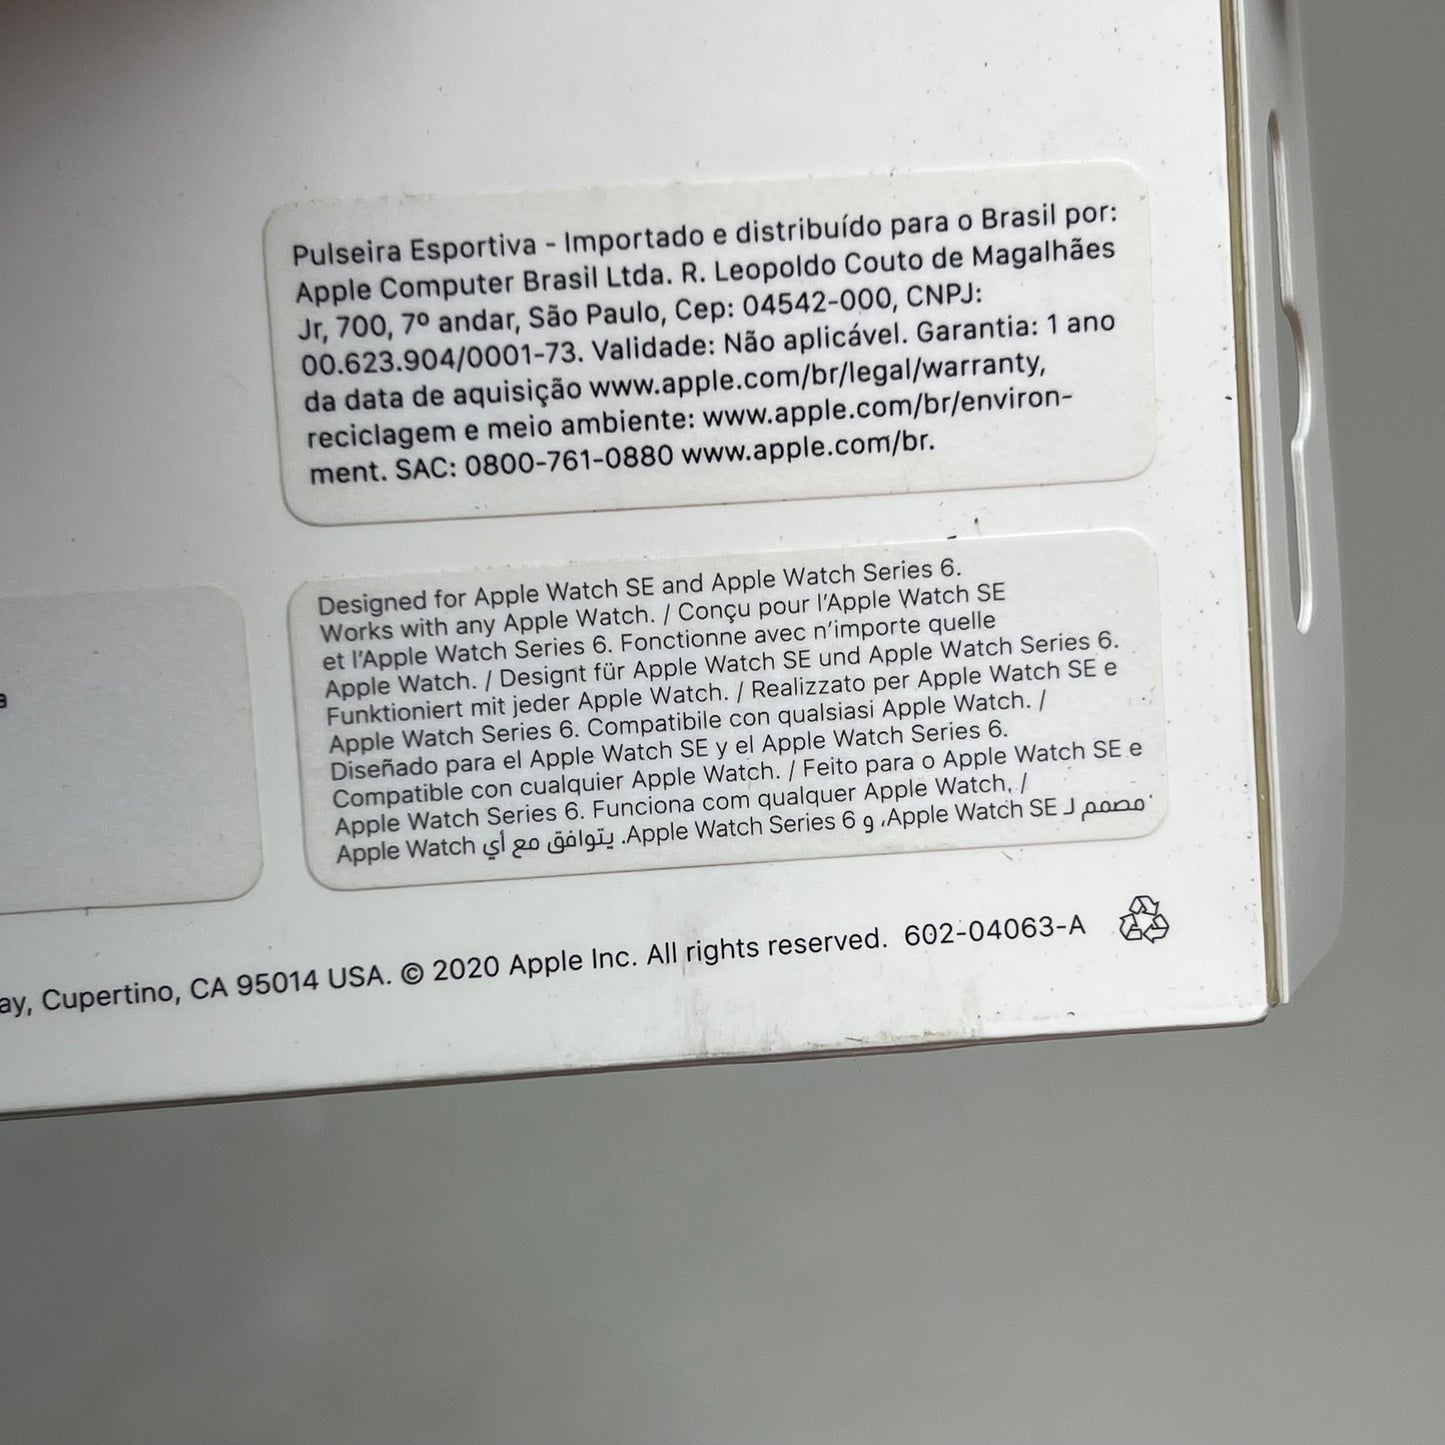 Pulseira Esportiva - Importado e distribuído para o Brasil por:
Apple Computer Brasil Ltda. R. Leopoldo Couto de Magalhães
Jr, 700, 7º andar, São Paulo, Cep: 04542-000, CNPJ:
00.623.904/0001-73. Validade: Não aplicável. Garantia: 1 ano
da data de aquisição www.apple.com/br/legal/warranty,
reciclagem e meio ambiente: www.apple.com/br/environ-
ment. SAC: 0800-761-0880 www.apple.com/br.
Designed for Apple Watch SE and Apple Watch Series 6.
Works with any Apple Watch. / Conçu pour l’Apple Watch SE
et l’Apple Watch Series 6. Fonctionne avec n’importe quelle
Apple Watch. / Designt für Apple Watch SE und Apple Watch Series 6.
Funktioniert mit jeder Apple Watch. / Realizzato per Apple Watch SE e
Apple Watch Series 6. Compatibile con qualsiasi Apple Watch. /
Diseñado para el Apple Watch SE y el Apple Watch Series 6.
Compatible con cualquier Apple Watch. / Feito para o Apple Watch SE e
Apple Watch Series 6. Funciona com qualquer Apple Watch. /
مصمم لـ Apple Watch SE، و Apple Watch Series 6. يتوافق مع أي Apple Watch
ay, Cupertino, CA 95014 USA. © 2020 Apple Inc. All rights reserved. 602-04063-A